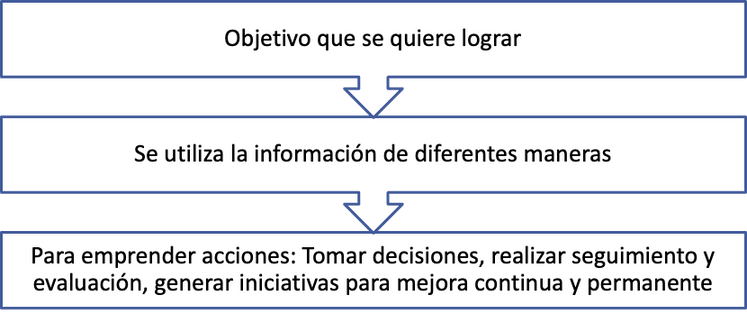 Objetivo que se quiere lograr
Se utiliza la información de diferentes maneras
Para emprender acciones: Tomar decisiones, realizar seguimiento y
evaluación, generar iniciativas para mejora continua y permanente